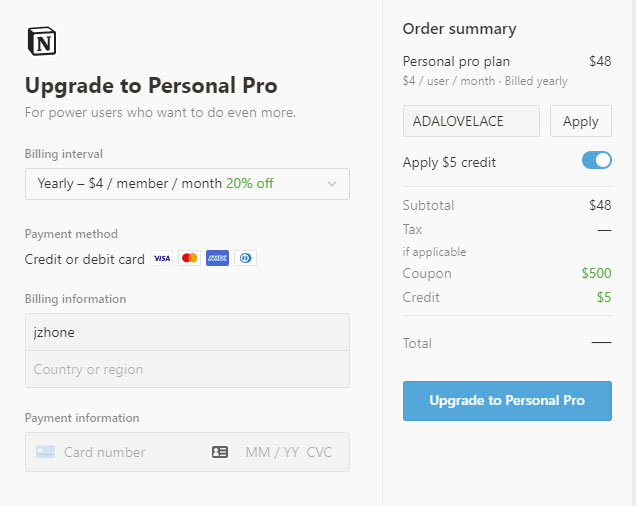 N
Upgrade to Personal Pro
For power users who want to do even more.
Billing interval
Yearly – $4 / member / month 20% off
Payment method
Credit or debit card VISA AMEX
Billing information
jzhone
Country or region
Payment information
Card number MM / YY CVC
Order summary
Personal pro plan $48
$4 / user / month · Billed yearly
ADALOVELACE Apply
Apply $5 credit
Subtotal $48
Tax —
if applicable
Coupon $500
Credit $5
Total —
Upgrade to Personal Pro